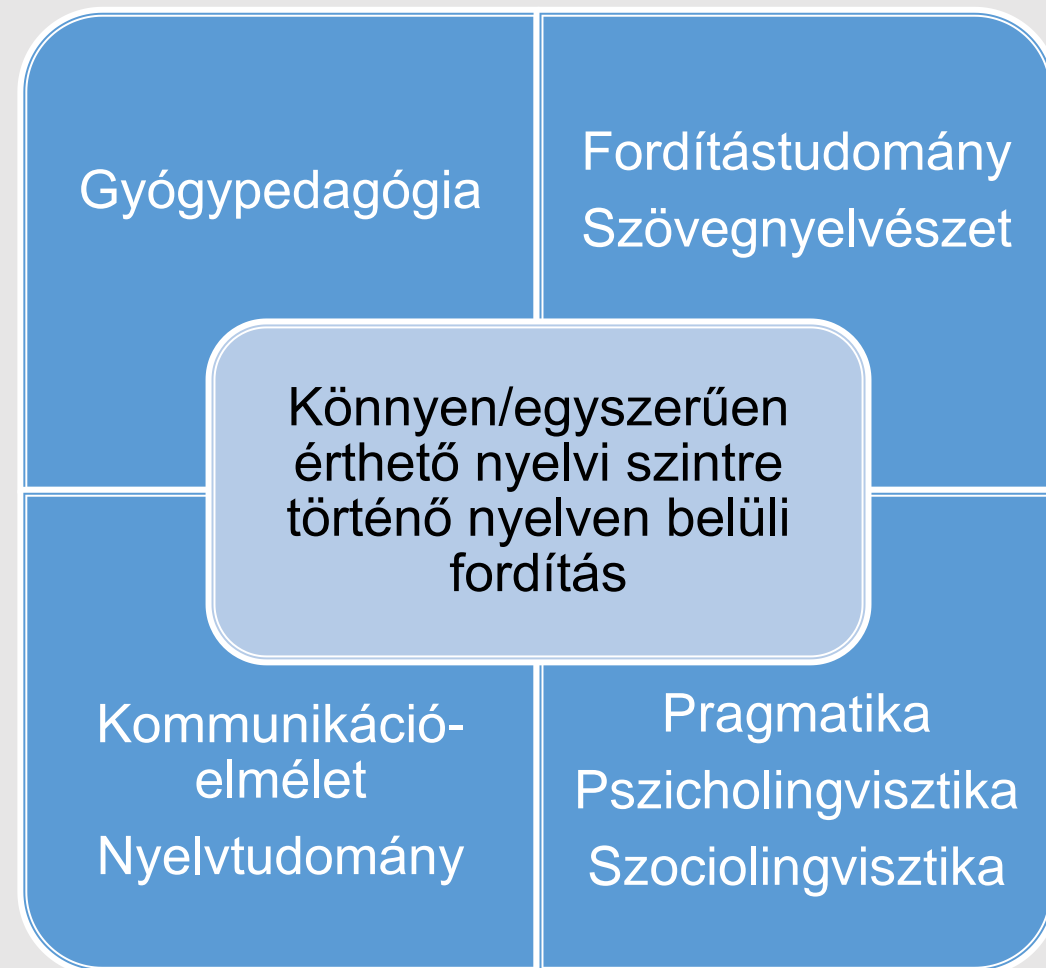 Gyógypedagógia
Fordítástudomány
Szövegnyelvészet
Könnyen/egyszerűen
érthető nyelvi szintre
történő nyelven belüli
fordítás
Kommunikáció-
elmélet
Nyelvtudomány
Pragmatika
Pszicholingvisztika
Szociolingvisztika